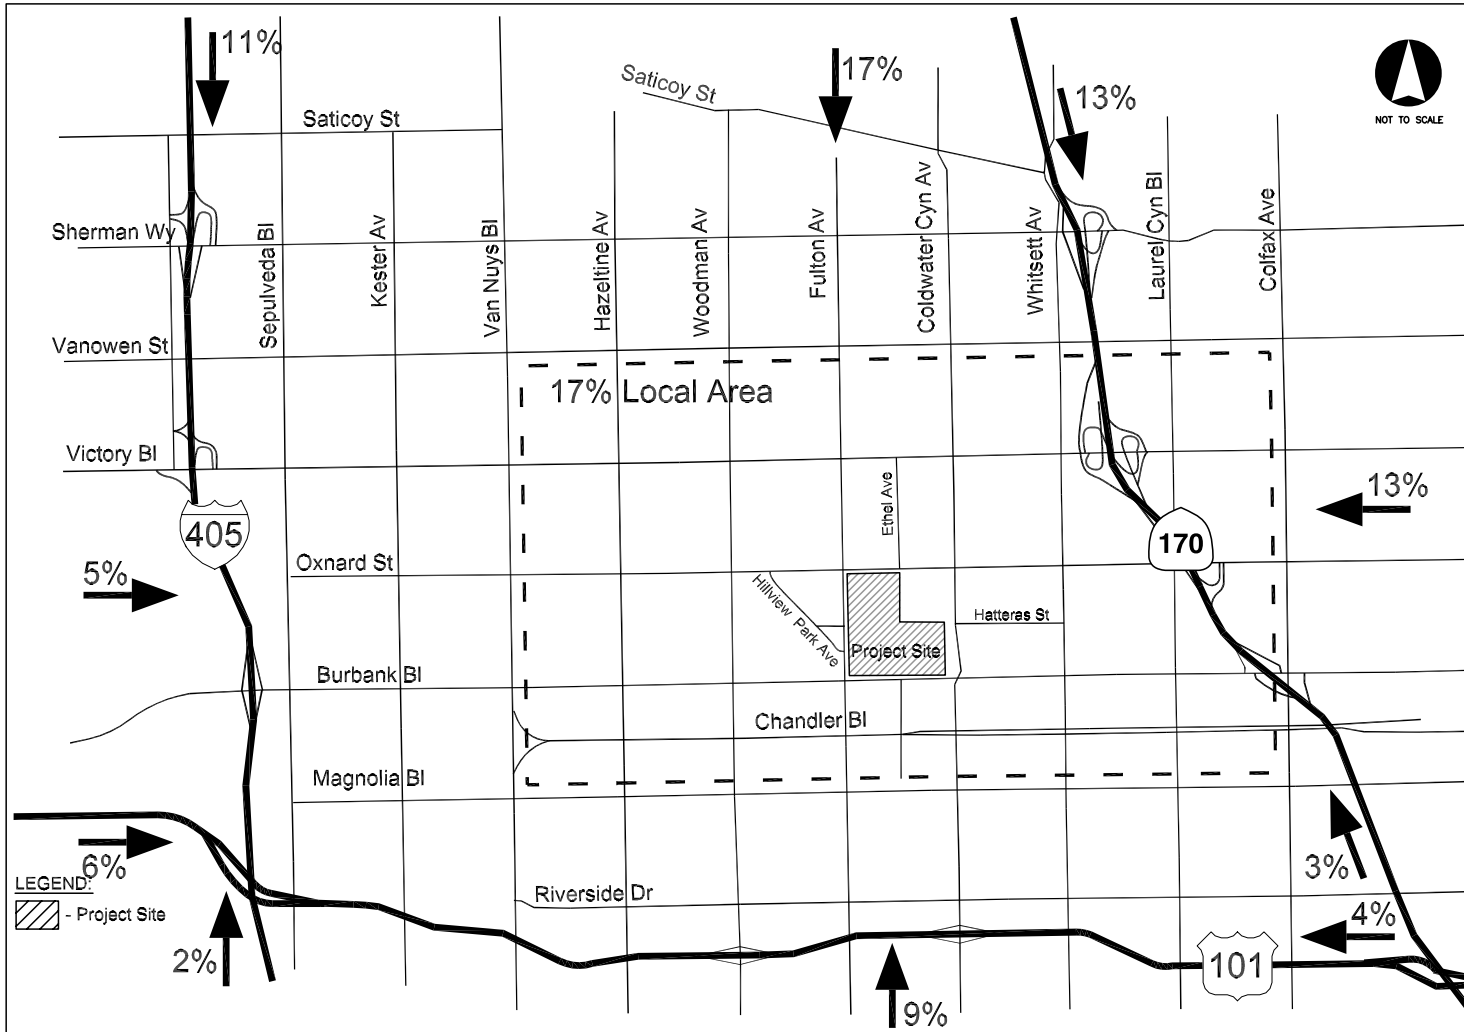 11%
17%
13%
NOT TO SCALE
Saticoy St
Saticoy St
Sherman Wy
Sepulveda Bl
Kester Av
Van Nuys Bl
Hazeltine Av
Woodman Av
Fulton Av
Coldwater Cyn Av
Whitsett Av
Laurel Cyn Bl
Colfax Ave
Vanowen St
17% Local Area
Victory Bl
Ethel Ave
13%
405
170
Oxnard St
5%
Hillview Park Ave
Hatteras St
Project Site
Burbank Bl
Chandler Bl
Magnolia Bl
6%
3%
LEGEND:
- Project Site
Riverside Dr
4%
2%
101
9%